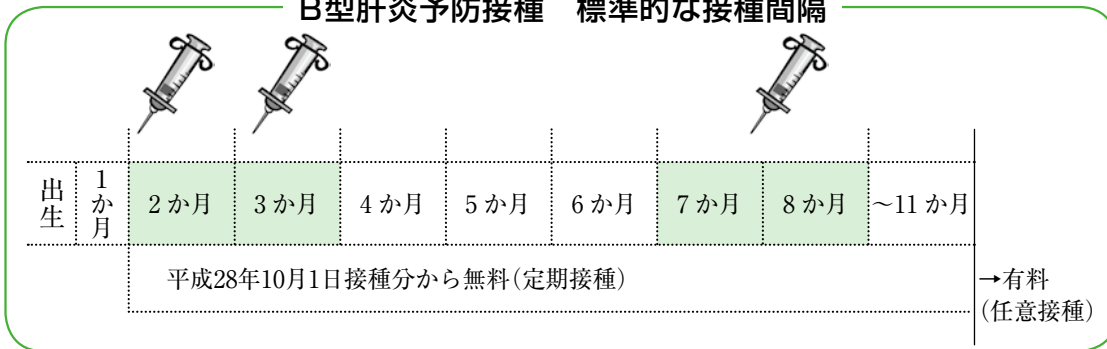 B型肝炎予防接種　標準的な接種間隔
出生
1か月
2か月
3か月
4か月
5か月
6か月
7か月
8か月
～11か月
平成28年10月1日接種分から無料(定期接種)
→有料
(任意接種)